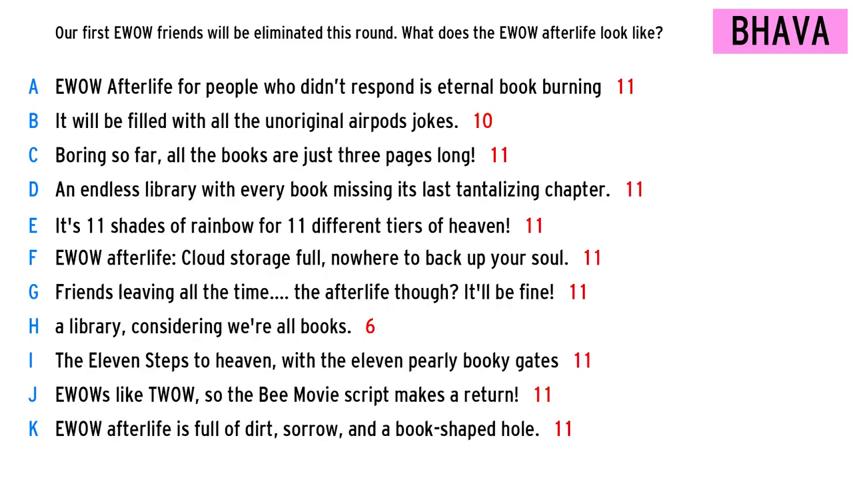 Our first EWOW friends will be eliminated this round. What does the EWOW afterlife look like?
BHAVA
A EWOW Afterlife for people who didn't respond is eternal book burning 11
B It will be filled with all the unoriginal airpods jokes. 10
C Boring so far, all the books are just three pages long! 11
D An endless library with every book missing its last tantalizing chapter. 11
E It's 11 shades of rainbow for 11 different tiers of heaven! 11
F EWOW afterlife: Cloud storage full, nowhere to back up your soul. 11
G Friends leaving all the time.... the afterlife though? It'll be fine! 11
H a library, considering we're all books. 6
I The Eleven Steps to heaven, with the eleven pearly booky gates 11
J EWOWs like TWOW, so the Bee Movie script makes a return! 11
K EWOW afterlife is full of dirt, sorrow, and a book-shaped hole. 11